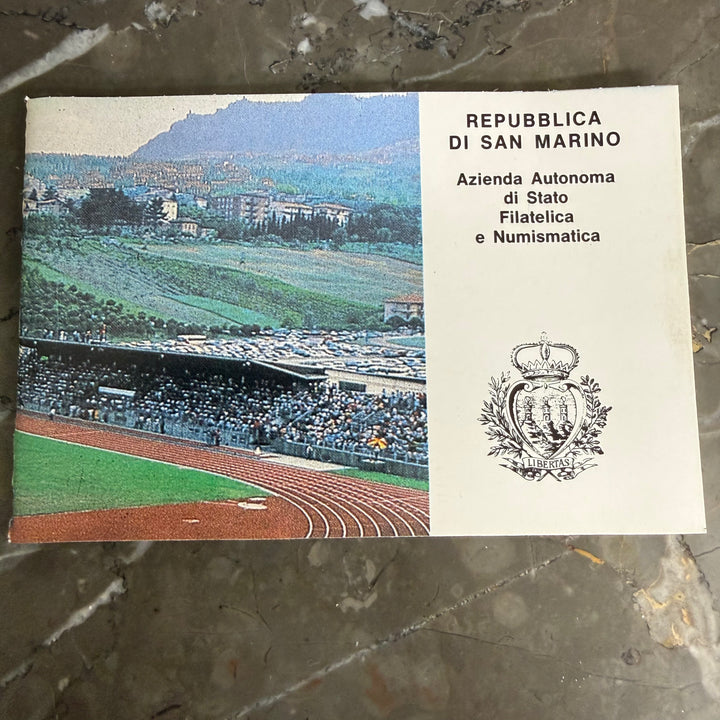 REPUBBLICA
DI SAN MARINO
Azienda Autonoma
di Stato
Filatelica
e Numismatica
LIBERTAS